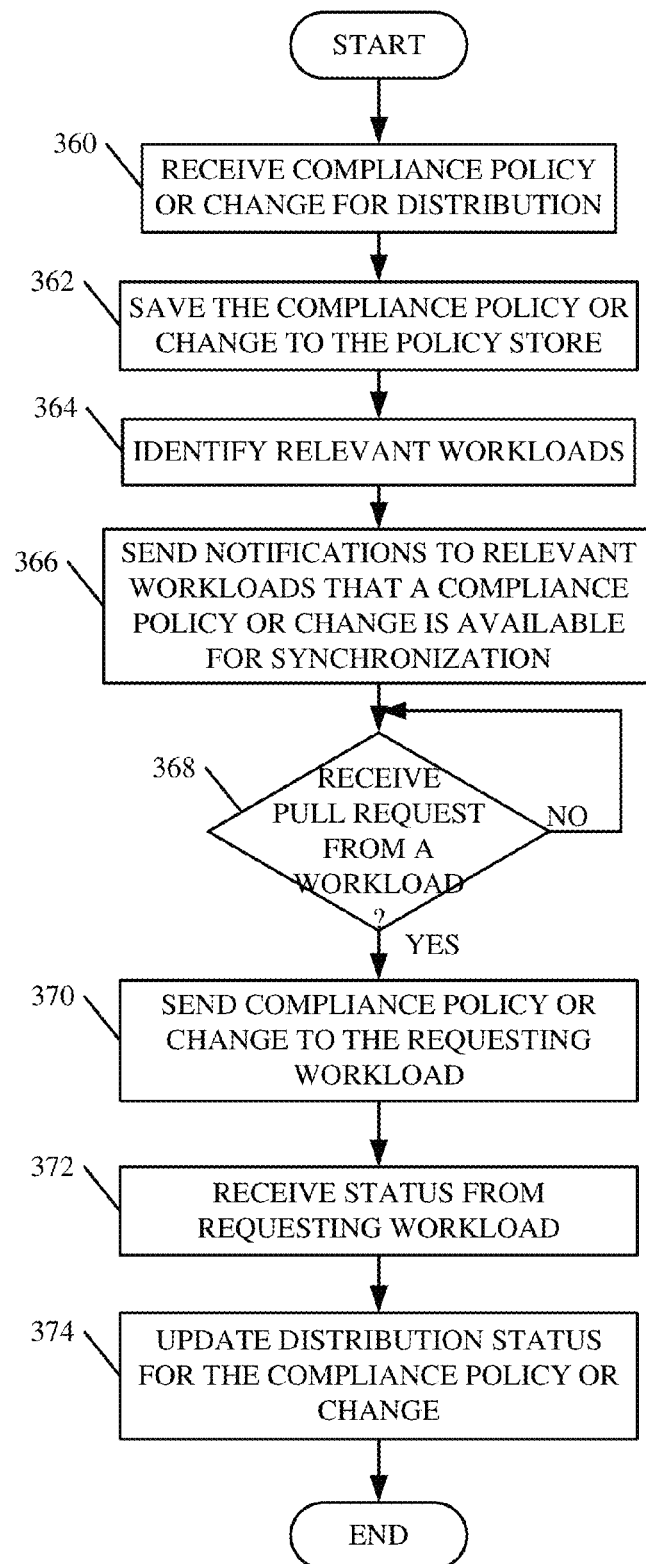 START
360
RECEIVE COMPLIANCE POLICY
OR CHANGE FOR DISTRIBUTION
362
SAVE THE COMPLIANCE POLICY OR
CHANGE TO THE POLICY STORE
364
IDENTIFY RELEVANT WORKLOADS
366
SEND NOTIFICATIONS TO RELEVANT
WORKLOADS THAT A COMPLIANCE
POLICY OR CHANGE IS AVAILABLE
FOR SYNCHRONIZATION
368
RECEIVE
PULL REQUEST
FROM A
WORKLOAD
?
NO
YES
370
SEND COMPLIANCE POLICY OR
CHANGE TO THE REQUESTING
WORKLOAD
372
RECEIVE STATUS FROM
REQUESTING WORKLOAD
374
UPDATE DISTRIBUTION STATUS
FOR THE COMPLIANCE POLICY OR
CHANGE
END